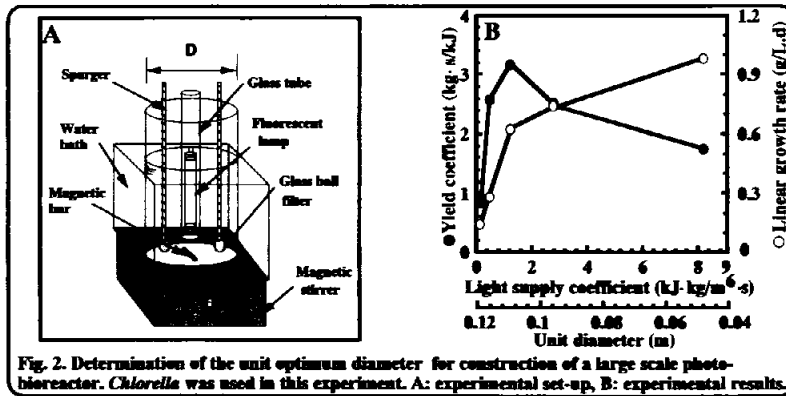 A
D
Sparger
Glass tube
Water
bath
Fluorescent
lamp
Magnetic
bar
Glass ball
filter
Magnetic
stirrer
B
●Yield coefficient (kg·s/kJ)
4
3
2
1
0
1.2
0.9
0.6
0.3
0
○Linear growth rate (g/L.d)
0 2 4 6 8 9
Light supply coefficient (kJ·kg/m⁶·s)
0.12 0.1 0.08 0.06 0.04
Unit diameter (m)
Fig. 2. Determination of the unit optimum diameter for construction of a large scale photo-
bioreactor. Chlorella was used in this experiment. A: experimental set-up, B: experimental results.